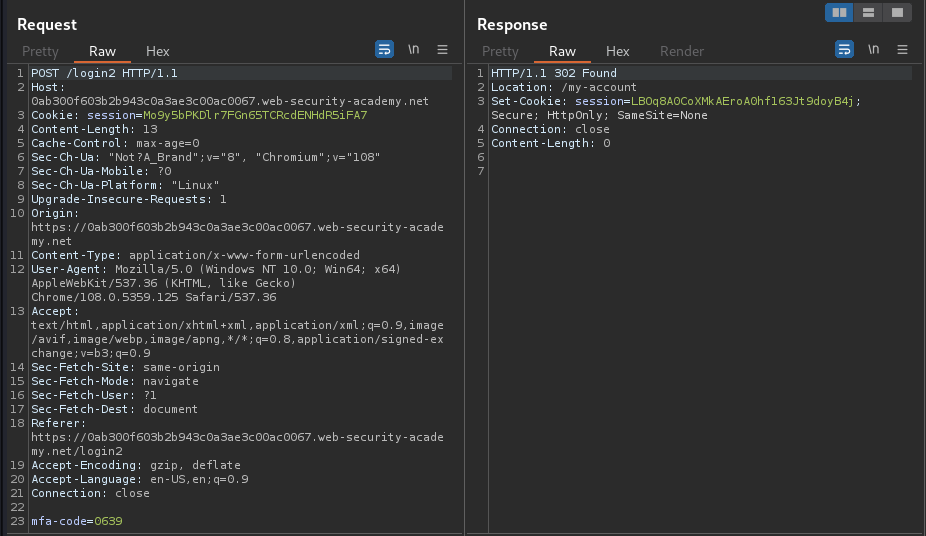 Request
Pretty Raw Hex \n
1 POST /login2 HTTP/1.1
2 Host:
0ab300f603b2b943c0a3ae3c00ac0067.web-security-academy.net
3 Cookie: session=Mo9y5bPKDlr7FGn65TCRcdENHdR5iFA7
4 Content-Length: 13
5 Cache-Control: max-age=0
6 Sec-Ch-Ua: "Not?A_Brand";v="8", "Chromium";v="108"
7 Sec-Ch-Ua-Mobile: ?0
8 Sec-Ch-Ua-Platform: "Linux"
9 Upgrade-Insecure-Requests: 1
10 Origin:
https://0ab300f603b2b943c0a3ae3c00ac0067.web-security-acade
my.net
11 Content-Type: application/x-www-form-urlencoded
12 User-Agent: Mozilla/5.0 (Windows NT 10.0; Win64; x64)
AppleWebKit/537.36 (KHTML, like Gecko)
Chrome/108.0.5359.125 Safari/537.36
13 Accept:
text/html,application/xhtml+xml,application/xml;q=0.9,image
/avif,image/webp,image/apng,*/*;q=0.8,application/signed-ex
change;v=b3;q=0.9
14 Sec-Fetch-Site: same-origin
15 Sec-Fetch-Mode: navigate
16 Sec-Fetch-User: ?1
17 Sec-Fetch-Dest: document
18 Referer:
https://0ab300f603b2b943c0a3ae3c00ac0067.web-security-acade
my.net/login2
19 Accept-Encoding: gzip, deflate
20 Accept-Language: en-US,en;q=0.9
21 Connection: close
22
23 mfa-code=0639
Response
Pretty Raw Hex Render \n
1 HTTP/1.1 302 Found
2 Location: /my-account
3 Set-Cookie: session=LBOq8A0CoXMkAEroAOhf163Jt9doyB4j;
Secure; HttpOnly; SameSite=None
4 Connection: close
5 Content-Length: 0
6
7